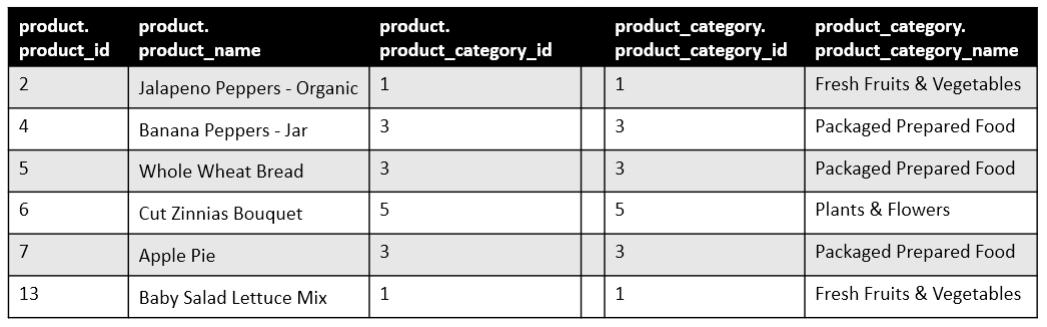 product. product. product. product_category. product_category.
product_id product_name product_category_id product_category_id product_category_name
2 Jalapeno Peppers - Organic 1 1 Fresh Fruits & Vegetables
4 Banana Peppers - Jar 3 3 Packaged Prepared Food
5 Whole Wheat Bread 3 3 Packaged Prepared Food
6 Cut Zinnias Bouquet 5 5 Plants & Flowers
7 Apple Pie 3 3 Packaged Prepared Food
13 Baby Salad Lettuce Mix 1 1 Fresh Fruits & Vegetables